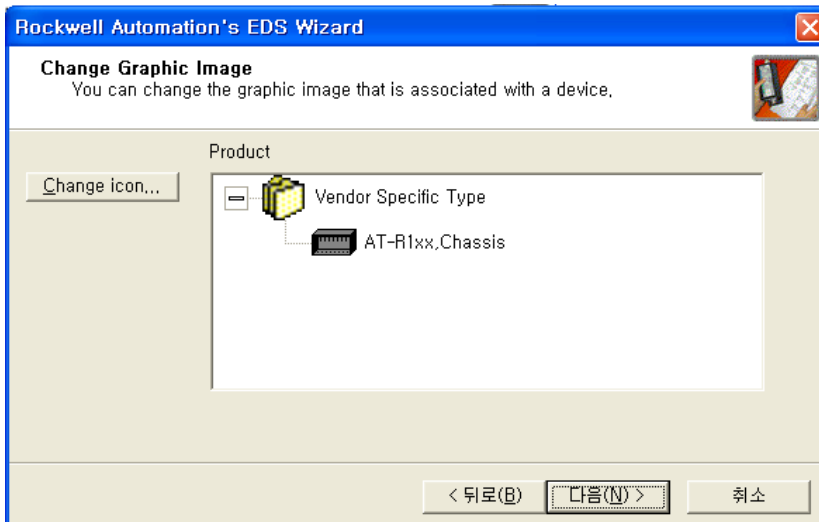 Rockwell Automation's EDS Wizard
Change Graphic Image
You can change the graphic image that is associated with a device,
Product
Change icon,,,
Vendor Specific Type
AT-R1xx,Chassis
< 뒤로(B)
다음(N) >
취소